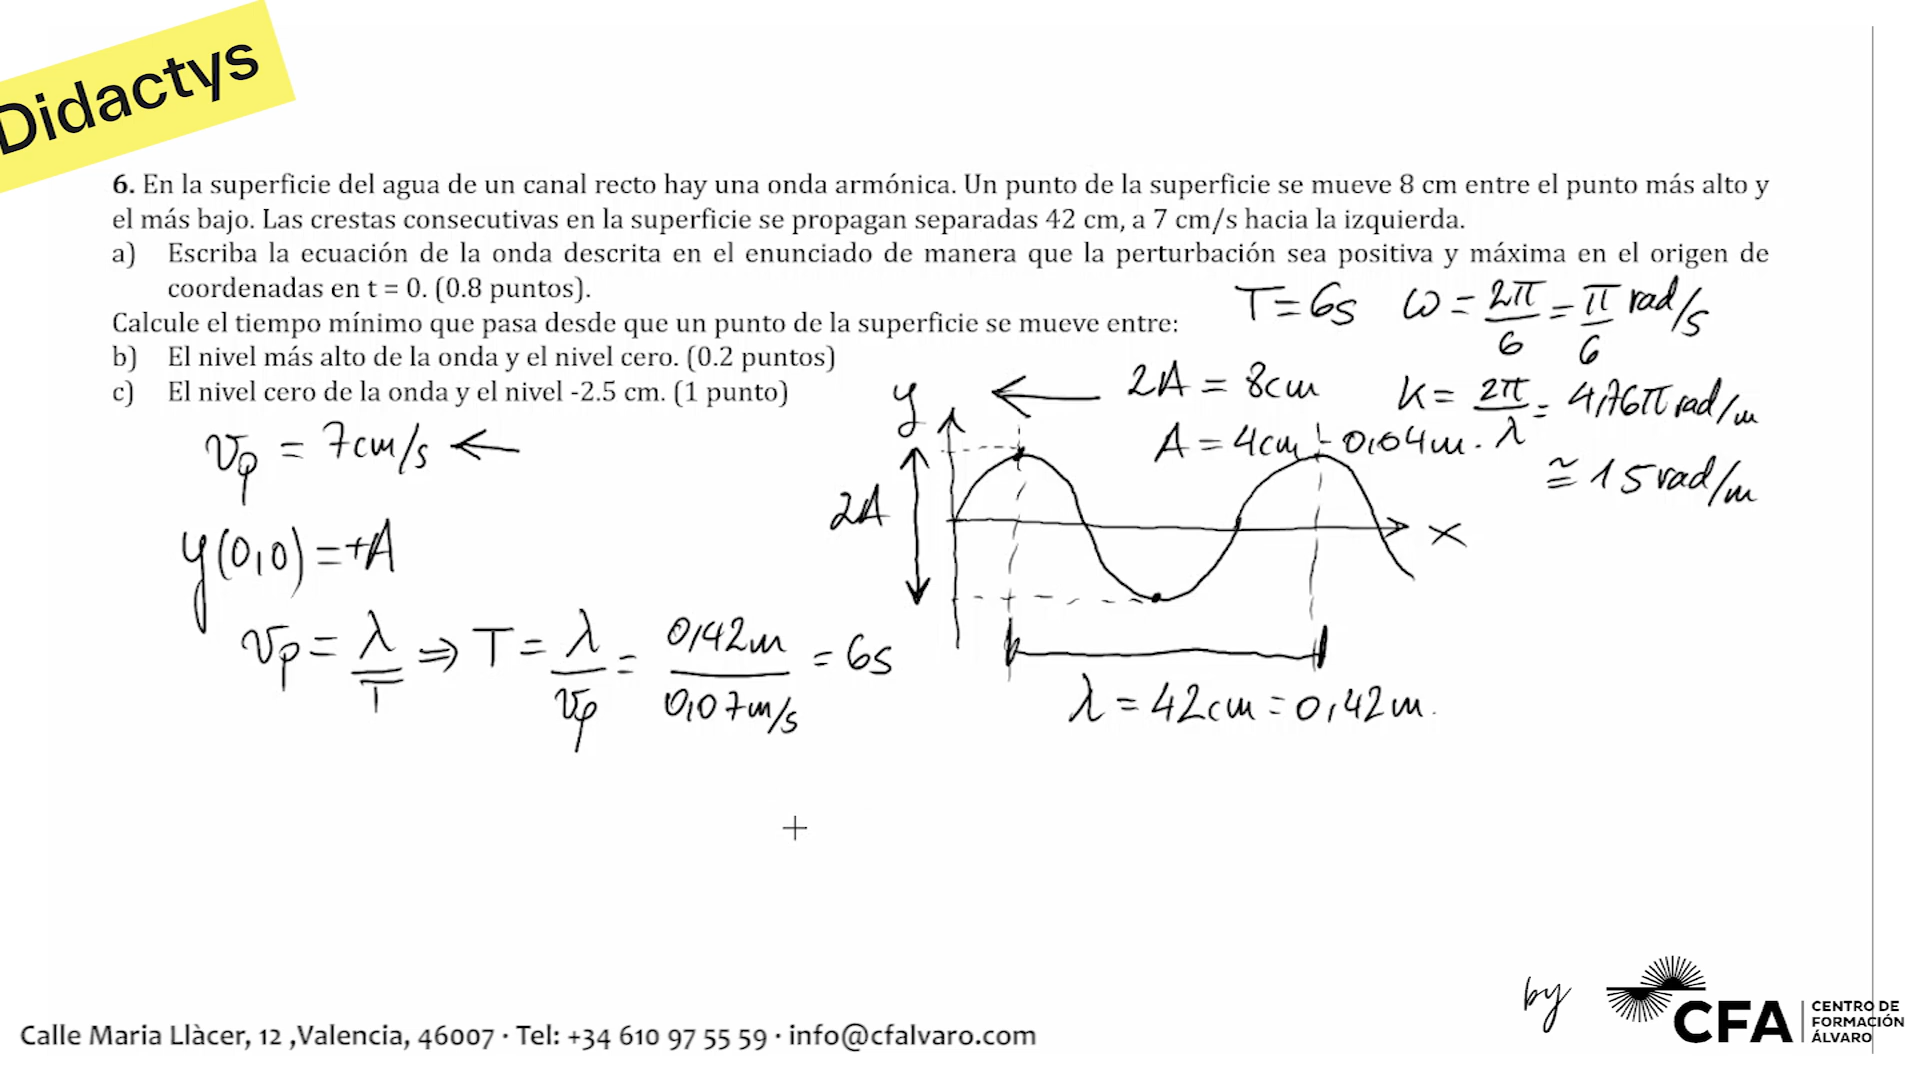 Didactys
6. En la superficie del agua de un canal recto hay una onda armónica. Un punto de la superficie se mueve 8 cm entre el punto más alto y
el más bajo. Las crestas consecutivas en la superficie se propagan separadas 42 cm, a 7 cm/s hacia la izquierda.
a) Escriba la ecuación de la onda descrita en el enunciado de manera que la perturbación sea positiva y máxima en el origen de
coordenadas en t = 0. (0.8 puntos).
T = 6s ω = 2π/6 = π/6 rad/s
Calcule el tiempo mínimo que pasa desde que un punto de la superficie se mueve entre:
b) El nivel más alto de la onda y el nivel cero. (0.2 puntos)
c) El nivel cero de la onda y el nivel -2.5 cm. (1 punto)
y ← 2A = 8cm K = 2π/λ = 4,76π rad/m
A = 4cm = 0,04m.
≃ 15 rad/m
vp = 7cm/s ←
2A
x
y(0,0) = +A
vp = λ/T ⇒ T = λ/vp = 0,42m/0,07m/s = 6s
λ = 42cm = 0,42m.
by
CFA
CENTRO DE
FORMACIÓN
ÁLVARO
Calle Maria Llàcer, 12 ,Valencia, 46007 · Tel: +34 610 97 55 59 · info@cfalvaro.com